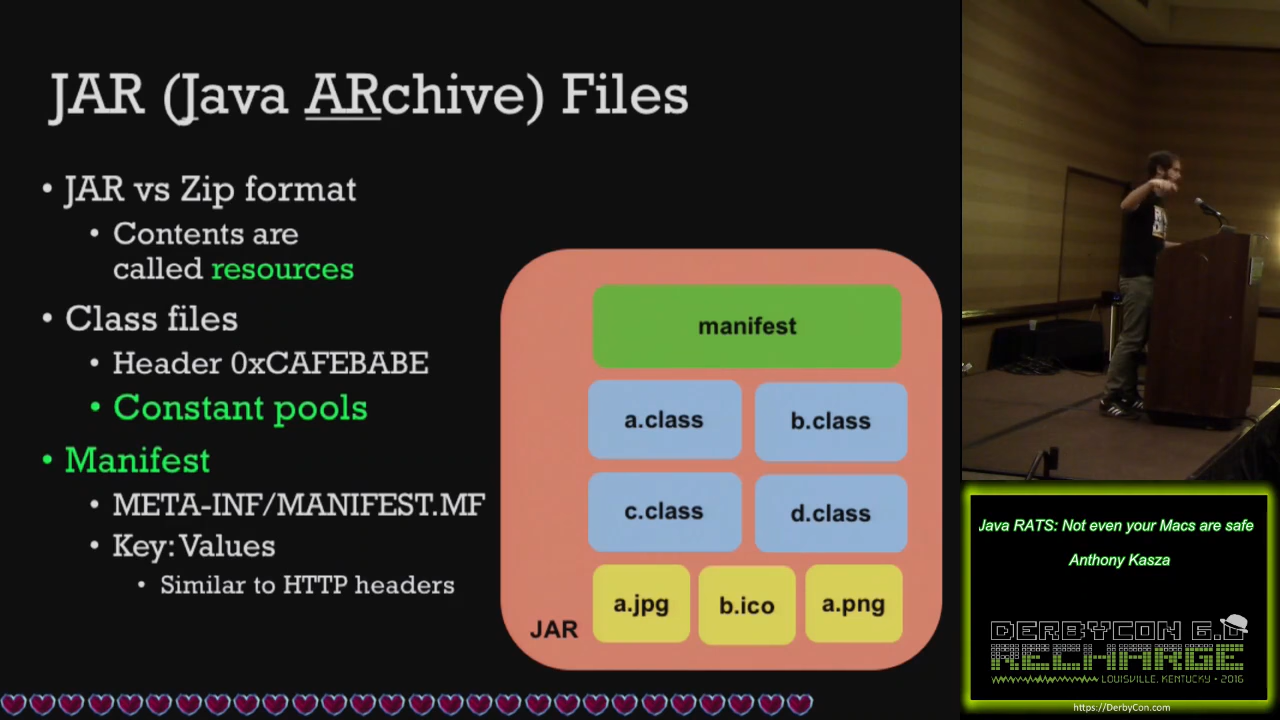 JAR (Java ARchive) Files
• JAR vs Zip format
• Contents are
called resources
• Class files
• Header 0xCAFEBABE
• Constant pools
• Manifest
• META-INF/MANIFEST.MF
• Key: Values
• Similar to HTTP headers
manifest
a.class b.class
c.class d.class
a.jpg b.ico a.png
JAR
Java RATS: Not even your Macs are safe
Anthony Kasza
DERBYCON 6.0
RECHARGE
LOUISVILLE, KENTUCKY • 2016
https://DerbyCon.com